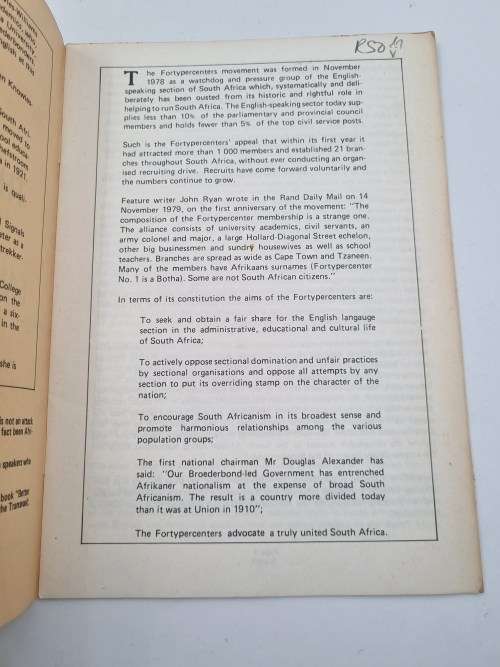 R50
The Fortypercenters movement was formed in November
1978 as a watchdog and pressure group of the English-
speaking section of South Africa which, systematically and deli-
berately has been ousted from its historic and rightful role in
helping to run South Africa. The English-speaking sector today sup-
plies less than 10% of the parliamentary and provincial council
members and holds fewer than 5% of the top civil service posts.
Such is the Fortypercenters' appeal that within its first year it
had attracted more than 1 000 members and established 21 bran-
ches throughout South Africa, without ever conducting an organ-
ised recruiting drive. Recruits have come forward voluntarily and
the numbers continue to grow.
Feature writer John Ryan wrote in the Rand Daily Mail on 14
November 1979, on the first anniversary of the movement: "The
composition of the Fortypercenter membership is a strange one.
The alliance consists of university academics, civil servants, an
army colonel and major, a large Hollard-Diagonal Street echelon,
other big businessmen and sundry housewives as well as school
teachers. Branches are spread as wide as Cape Town and Tzaneen.
Many of the members have Afrikaans surnames (Fortypercenter
No. 1 is a Botha). Some are not South African citizens."
In terms of its constitution the aims of the Fortypercenters are:
To seek and obtain a fair share for the English langauge
section in the administrative, educational and cultural life
of South Africa;
To actively oppose sectional domination and unfair practices
by sectional organisations and oppose all attempts by any
section to put its overriding stamp on the character of the
nation;
To encourage South Africanism in its broadest sense and
promote harmonious relationships among the various
population groups;
The first national chairman Mr Douglas Alexander has
said: "Our Broederbond-led Government has entrenched
Afrikaner nationalism at the expense of broad South
Africanism. The result is a country more divided today
than it was at Union in 1910";
The Fortypercenters advocate a truly united South Africa.